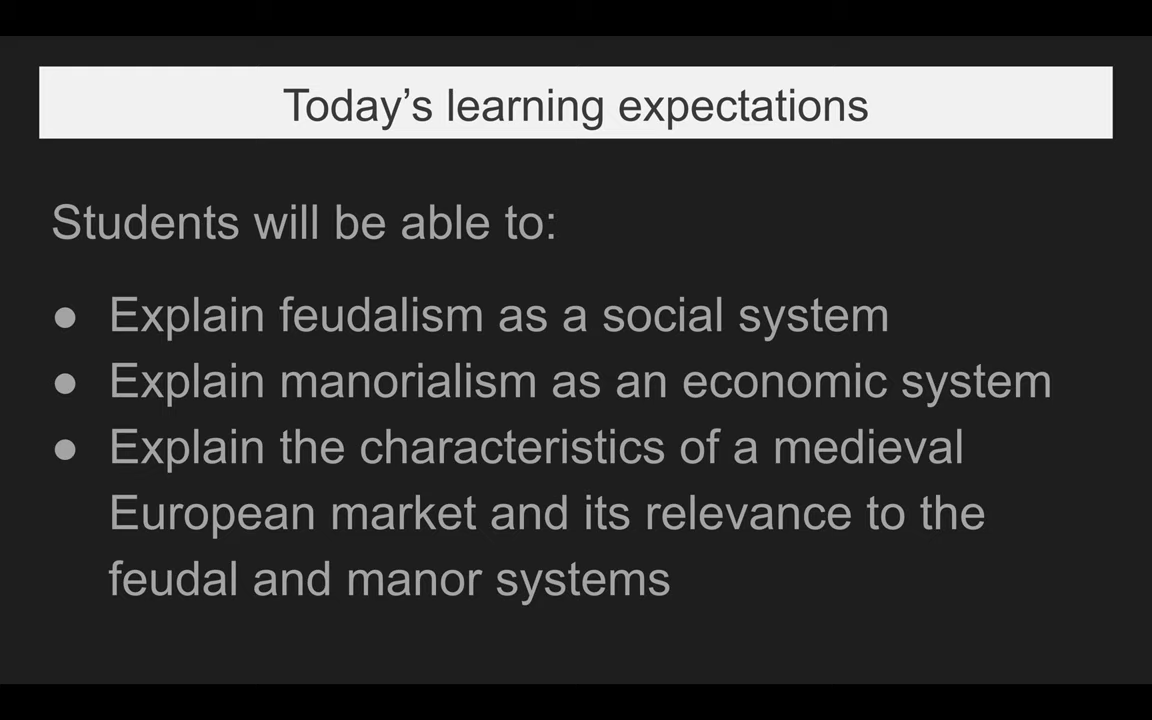 Today’s learning expectations
Students will be able to:
● Explain feudalism as a social system
● Explain manorialism as an economic system
● Explain the characteristics of a medieval
European market and its relevance to the
feudal and manor systems